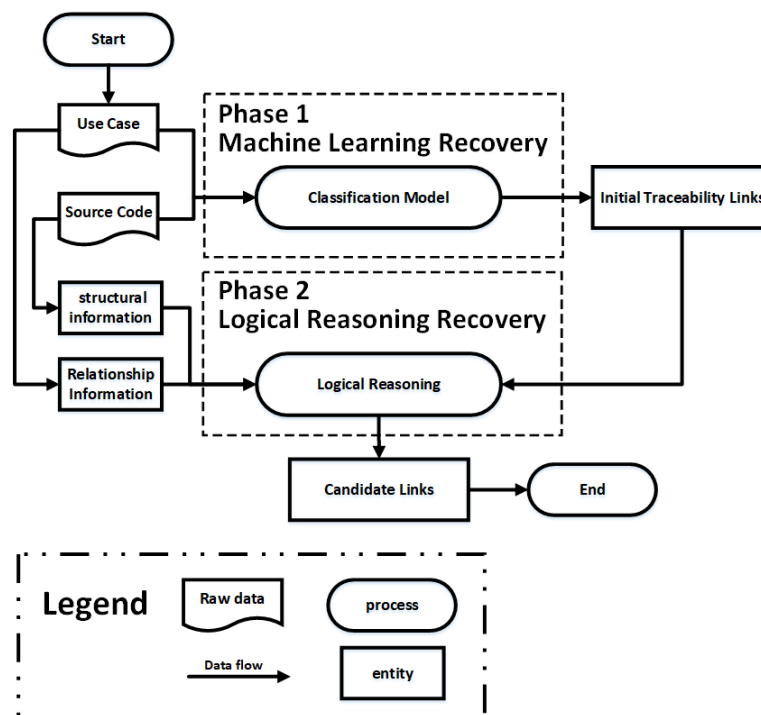 Start
Use Case
Phase 1
Machine Learning Recovery
Classification Model
Initial Traceability Links
Source Code
structural
information
Phase 2
Logical Reasoning Recovery
Relationship
Information
Logical Reasoning
Candidate Links
End
Legend
Raw data
process
Data flow
entity